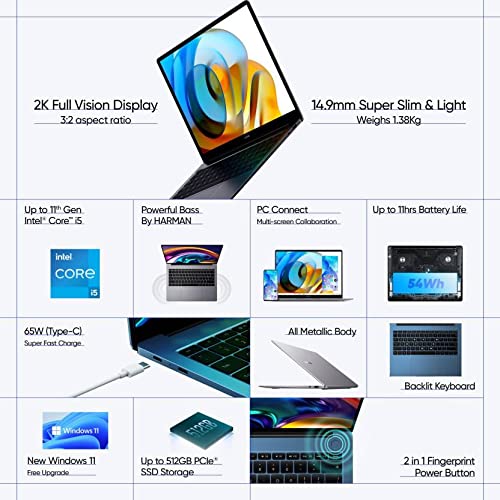 2K Full Vision Display
3:2 aspect ratio
14.9mm Super Slim & Light
Weighs 1.38Kg
Up to 11th Gen
Intel® Core™ i5
Powerful Bass
By HARMAN
PC Connect
Multi-screen Collaboration
Up to 11hrs Battery Life
intel
CORE
i5
54Wh
65W (Type-C)
Super Fast Charge
All Metallic Body
Backlit Keyboard
Windows 11
512GB
New Windows 11
Free Upgrade
Up to 512GB PCIe®
SSD Storage
2 in 1 Fingerprint
Power Button